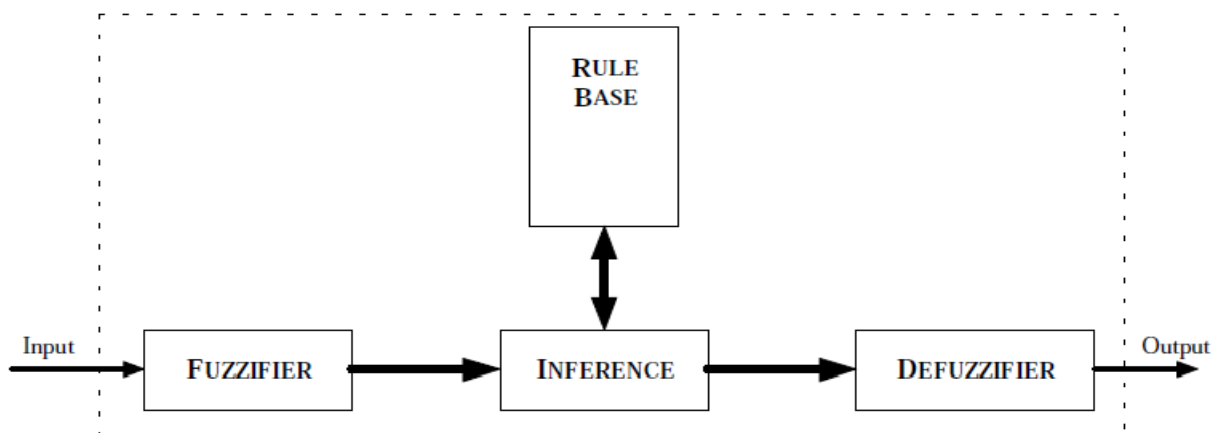 RULE
BASE
Input
FUZZIFIER
INFERENCE
DEFUZZIFIER
Output